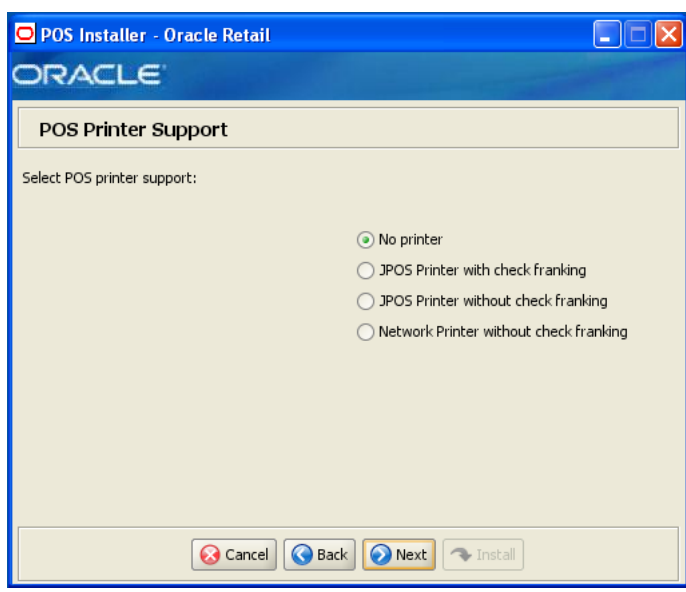 POS Installer - Oracle Retail
ORACLE
POS Printer Support
Select POS printer support:
No printer
JPOS Printer with check franking
JPOS Printer without check franking
Network Printer without check franking
Cancel Back Next Install